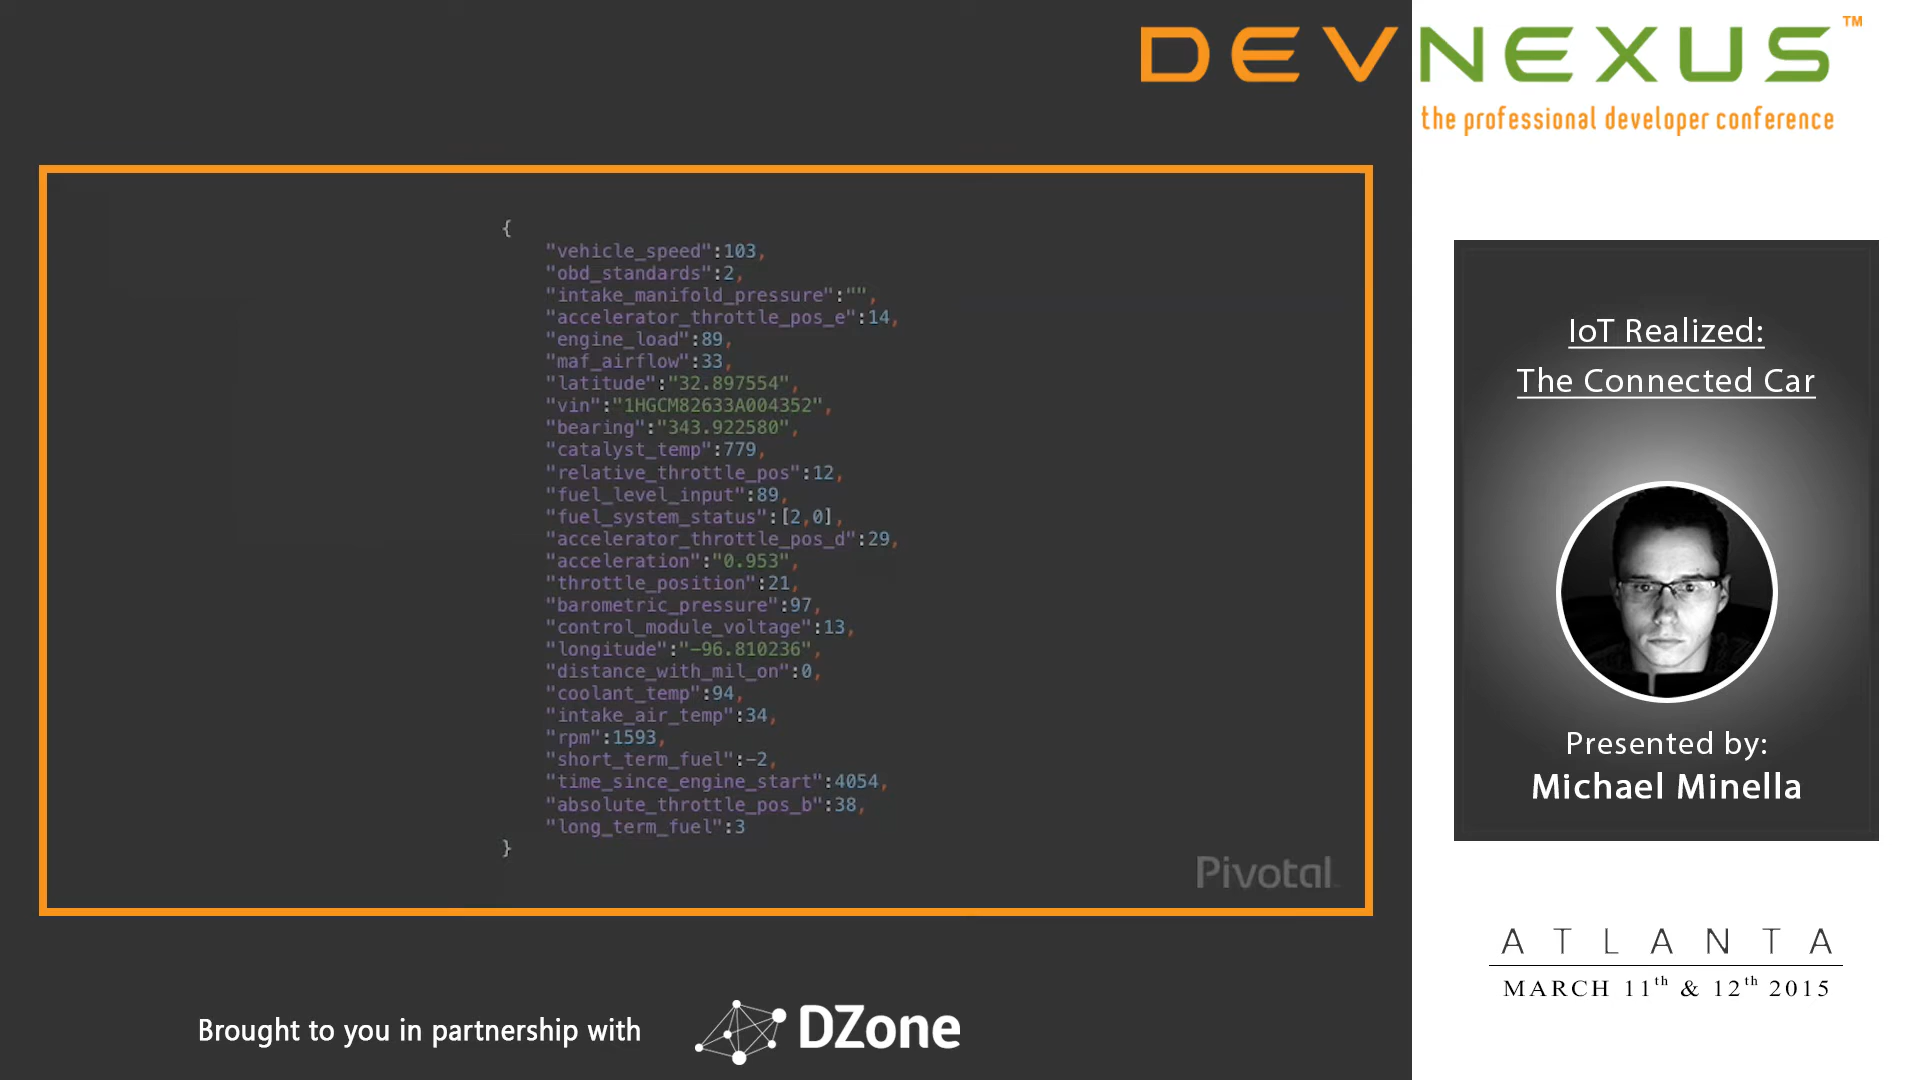 DEVNEXUS™
the professional developer conference
{
"vehicle_speed":103,
"obd_standards":2,
"intake_manifold_pressure":"",
"accelerator_throttle_pos_e":14,
"engine_load":89,
"maf_airflow":33,
"latitude":"32.897554",
"vin":"1HGCM82633A004352",
"bearing":"343.922580",
"catalyst_temp":779,
"relative_throttle_pos":12,
"fuel_level_input":89,
"fuel_system_status":[2,0],
"accelerator_throttle_pos_d":29,
"acceleration":"0.953",
"throttle_position":21,
"barometric_pressure":97,
"control_module_voltage":13,
"longitude":"-96.810236",
"distance_with_mil_on":0,
"coolant_temp":94,
"intake_air_temp":34,
"rpm":1593,
"short_term_fuel":-2,
"time_since_engine_start":4054,
"absolute_throttle_pos_b":38,
"long_term_fuel":3
}
Pivotal
IoT Realized:
The Connected Car
Presented by:
Michael Minella
ATLANTA
MARCH 11th & 12th 2015
Brought to you in partnership with
DZone